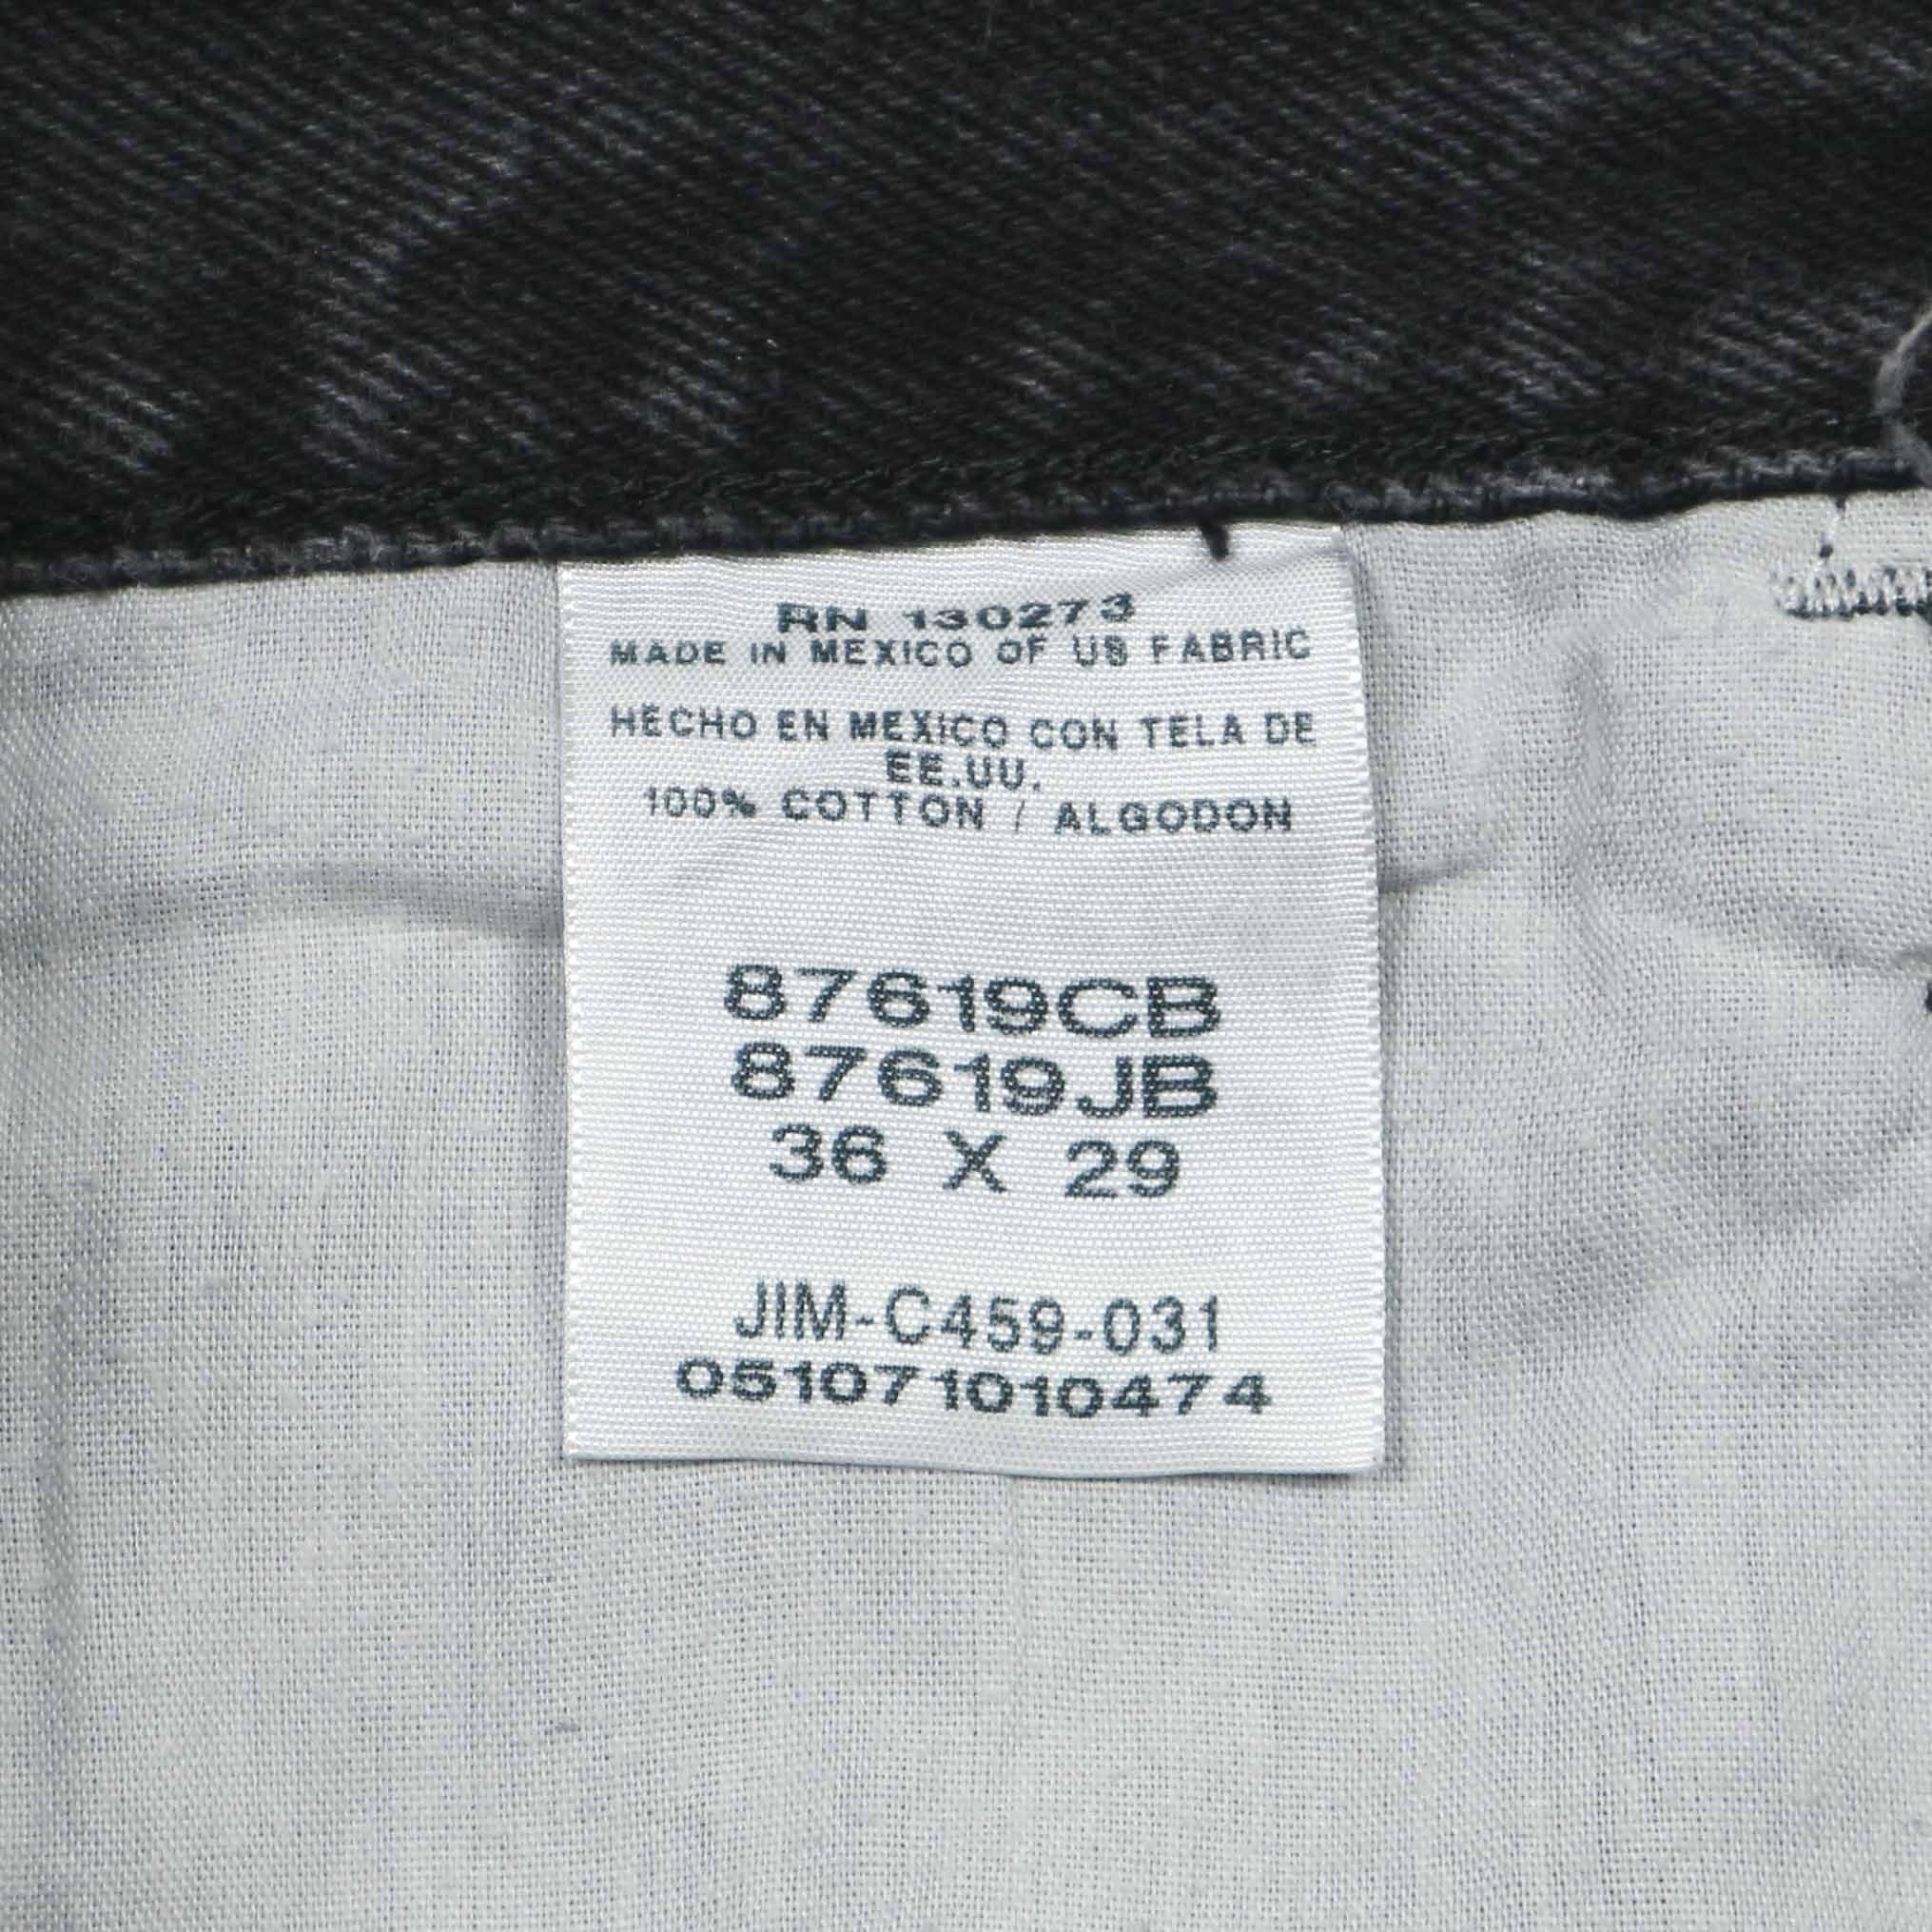 RN 130273
MADE IN MEXICO OF US FABRIC
HECHO EN MEXICO CON TELA DE
EE.UU.
100% COTTON / ALGODON
87619CB
87619JB
36 X 29
JIM-C459-031
051071010474